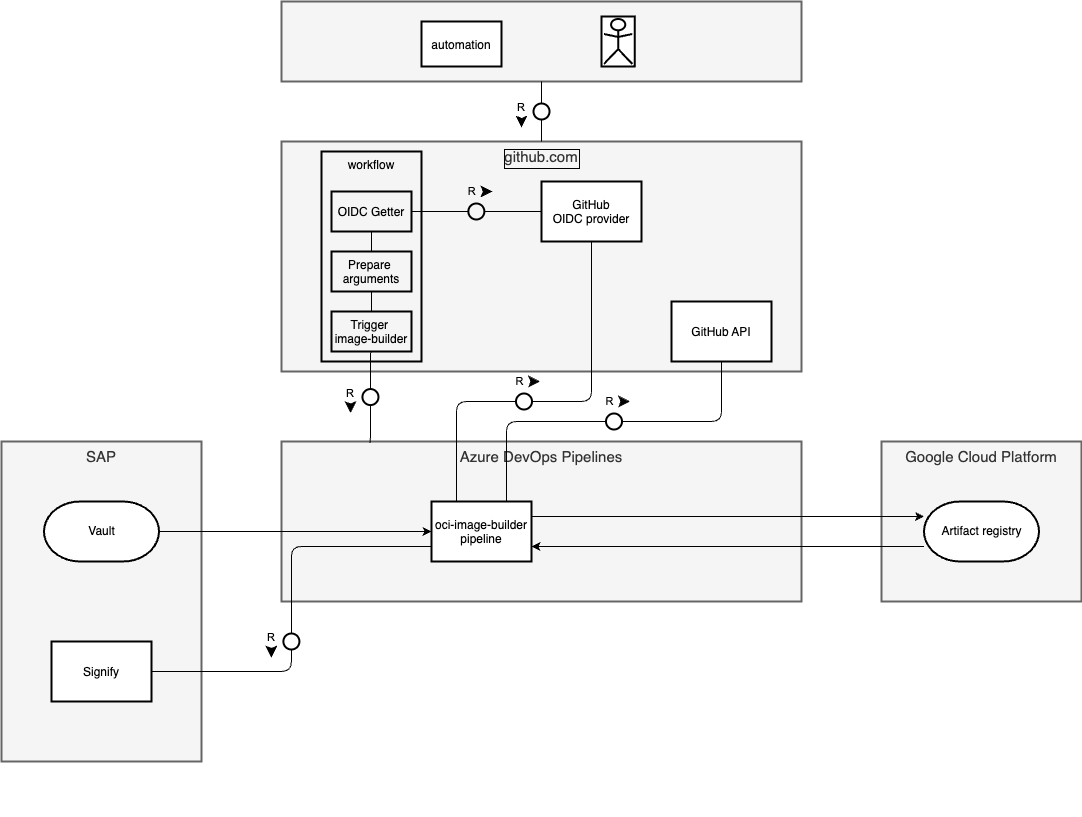 automation
R
github.com
workflow
OIDC Getter
R
GitHub
OIDC provider
Prepare
arguments
Trigger
image-builder
GitHub API
R
R
R
SAP
Azure DevOps Pipelines
Google Cloud Platform
Vault
oci-image-builder
pipeline
Artifact registry
R
Signify